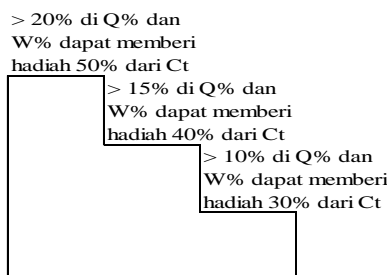 > 20% di Q% dan
W% dapat memberi
hadiah 50% dari Ct
> 15% di Q% dan
W% dapat memberi
hadiah 40% dari Ct
> 10% di Q% dan
W% dapat memberi
hadiah 30% dari Ct